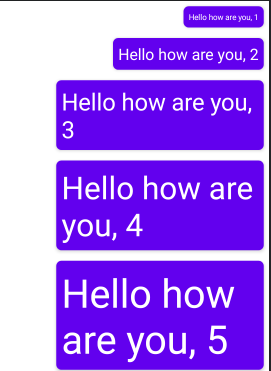 Hello how are you, 1
Hello how are you, 2
Hello how are you,
3
Hello how are
you, 4
Hello how
are you, 5